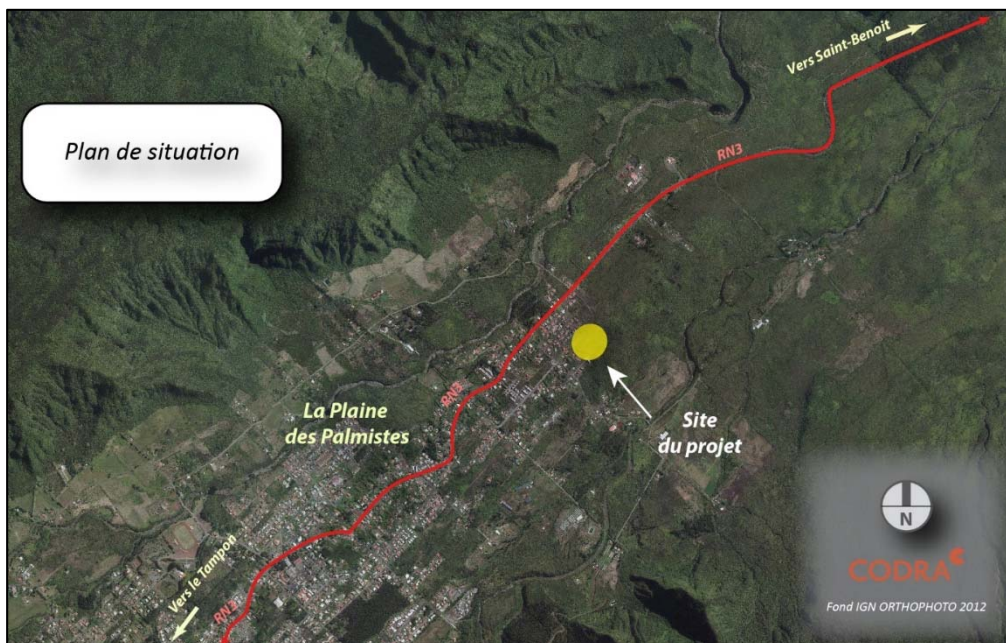 Plan de situation
Vers Saint-Benoit
RN3
RN3
La Plaine
des Palmistes
Site
du projet
Vers le Tampon
RN3
N
CODRA
Fond IGN ORTHOPHOTO 2012